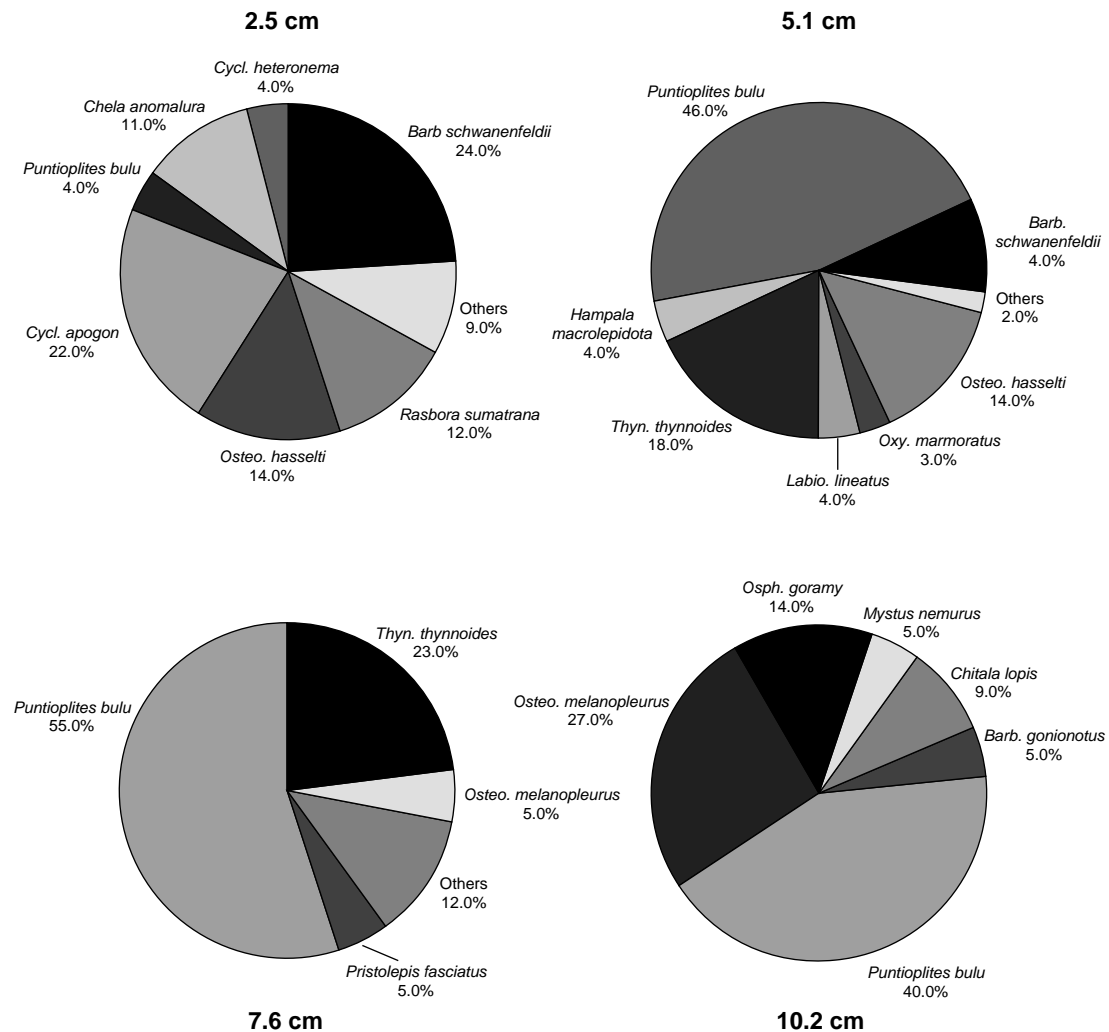 2.5 cm
Cycl. heteronema
4.0%
Chela anomalura
11.0%
Barb schwanenfeldii
24.0%
Puntioplites bulu
4.0%
Others
9.0%
Cycl. apogon
22.0%
Rasbora sumatrana
12.0%
Osteo. hasselti
14.0%
5.1 cm
Puntioplites bulu
46.0%
Barb.
schwanenfeldii
4.0%
Others
2.0%
Hampala
macrolepidota
4.0%
Osteo. hasselti
14.0%
Thyn. thynnoides
18.0%
Oxy. marmoratus
3.0%
Labio. lineatus
4.0%
Thyn. thynnoides
23.0%
Puntioplites bulu
55.0%
Osteo. melanopleurus
5.0%
Others
12.0%
Pristolepis fasciatus
5.0%
7.6 cm
Osph. goramy
14.0%
Mystus nemurus
5.0%
Osteo. melanopleurus
27.0%
Chitala lopis
9.0%
Barb. gonionotus
5.0%
Puntioplites bulu
40.0%
10.2 cm